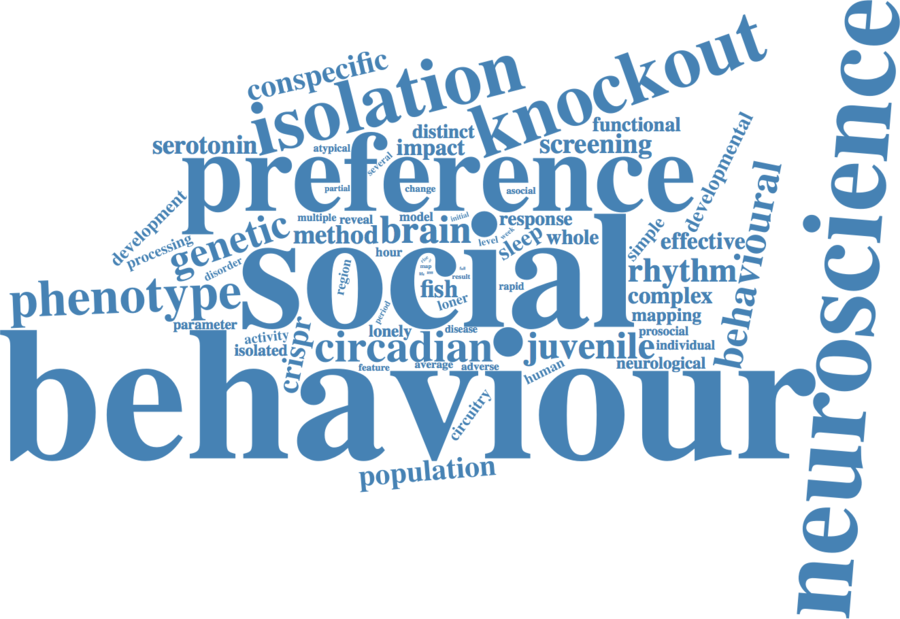 conspecific
isolation
knockout
neuroscience
serotonin
atypical
several
distinct
impact
functional
screening
preference
partial
change
asocial
developmental
development
processing
genetic
disorder
multiple
reveal
model
initial
response
method
brain
level
week
sleep
whole
simple
effective
behavioural
hour
social
region
result
fish
loner
rapid
rhythm
phenotype
complex
period
mapping
parameter
activity
lonely
disease
prosocial
isolated
crispr
circadian
juvenile
individual
feature
average
adverse
human
neurological
behaviour
circuitry
population